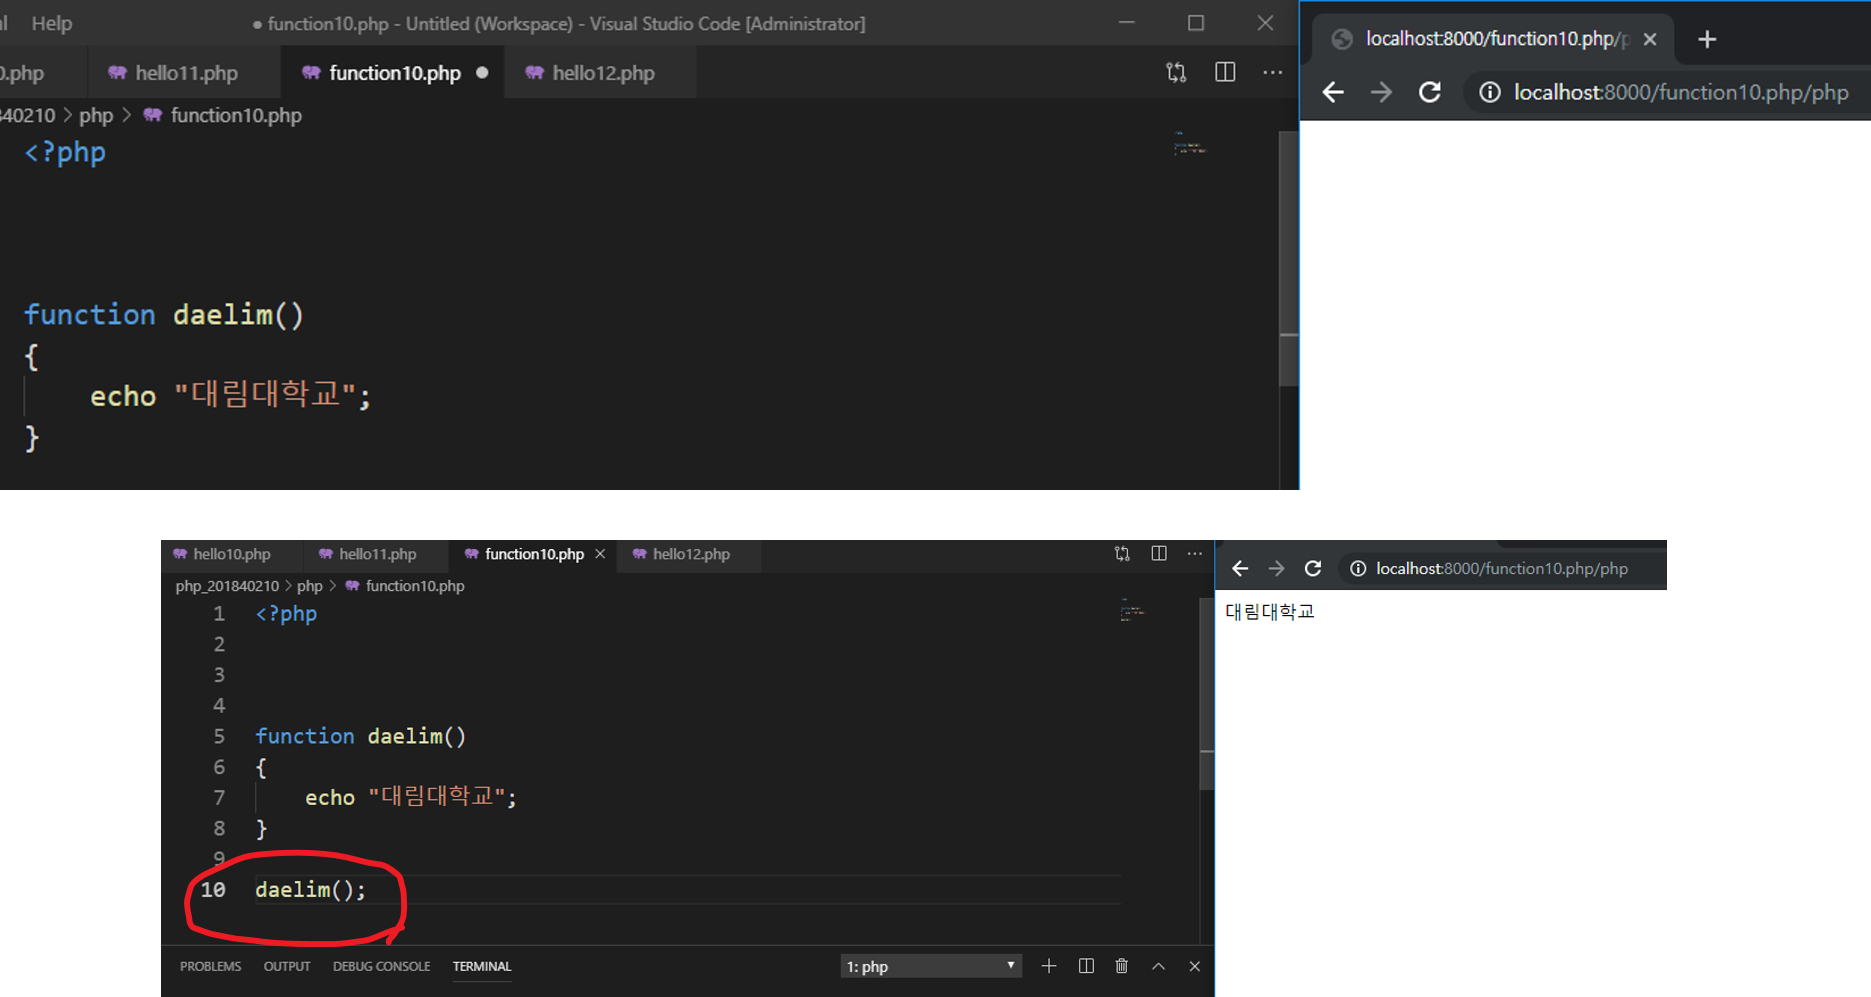 Help
● function10.php - Untitled (Workspace) - Visual Studio Code [Administrator]
0.php hello11.php function10.php ● hello12.php
840210 > php > function10.php
<?php
function daelim()
{
echo "대림대학교";
}
localhost:8000/function10.php/p
localhost:8000/function10.php/php
hello10.php hello11.php function10.php hello12.php
php_201840210 > php > function10.php
1 <?php
2
3
4
5 function daelim()
6 {
7 echo "대림대학교";
8 }
9
10 daelim();
PROBLEMS OUTPUT DEBUG CONSOLE TERMINAL 1: php
localhost:8000/function10.php/php
대림대학교